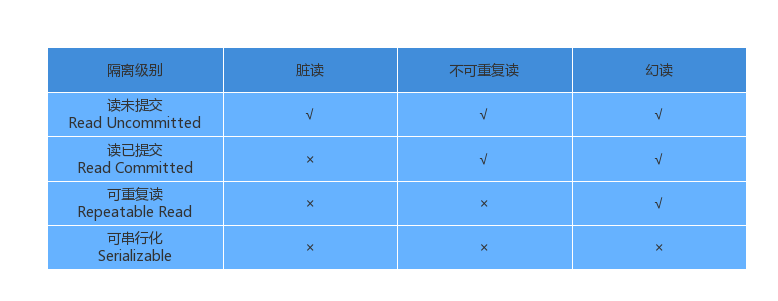 隔离级别 脏读 不可重复读 幻读
读未提交
Read Uncommitted √ √ √
读已提交
Read Committed × √ √
可重复读
Repeatable Read × × √
可串行化
Serializable × × ×